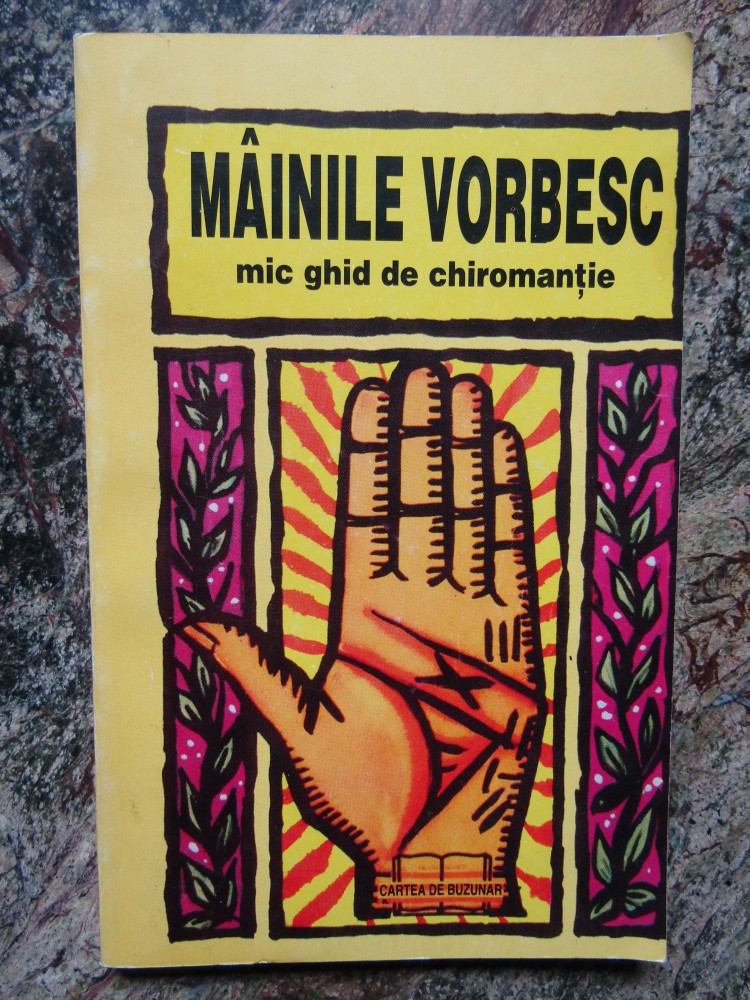 MÂINILE VORBESC
mic ghid de chiromanție
CARTEA DE BUZUNAR